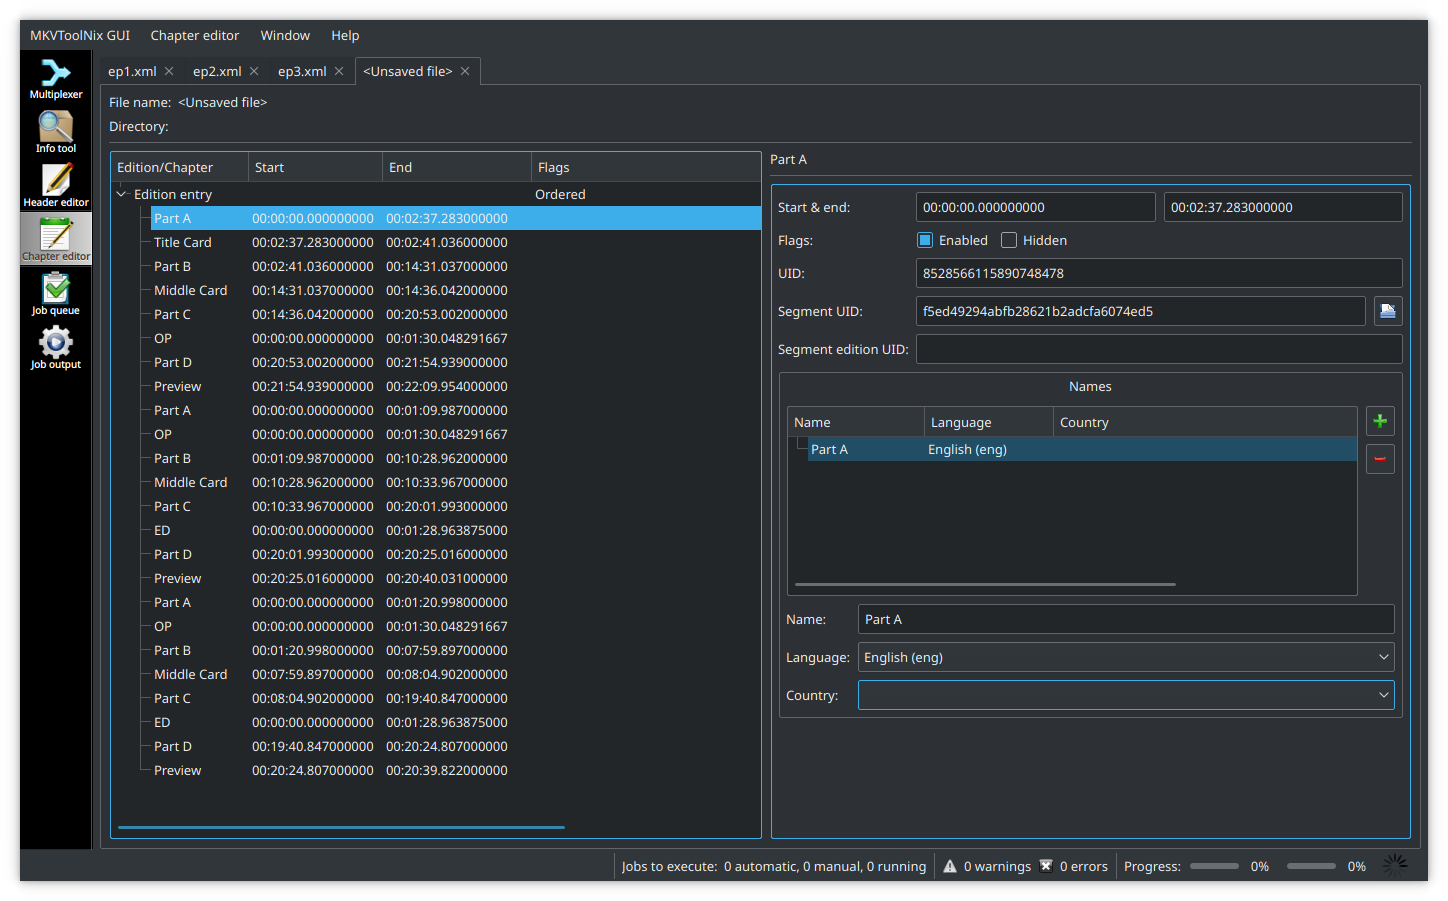 MKVToolNix GUI Chapter editor Window Help
Multiplexer
Info tool
Header editor
Chapter editor
Job queue
Job output
ep1.xml ep2.xml ep3.xml <Unsaved file>
File name: <Unsaved file>
Directory:
Edition/Chapter Start End Flags
Edition entry Ordered
Part A 00:00:00.000000000 00:02:37.283000000
Title Card 00:02:37.283000000 00:02:41.036000000
Part B 00:02:41.036000000 00:14:31.037000000
Middle Card 00:14:31.037000000 00:14:36.042000000
Part C 00:14:36.042000000 00:20:53.002000000
OP 00:00:00.000000000 00:01:30.048291667
Part D 00:20:53.002000000 00:21:54.939000000
Preview 00:21:54.939000000 00:22:09.954000000
Part A 00:00:00.000000000 00:01:09.987000000
OP 00:00:00.000000000 00:01:30.048291667
Part B 00:01:09.987000000 00:10:28.962000000
Middle Card 00:10:28.962000000 00:10:33.967000000
Part C 00:10:33.967000000 00:20:01.993000000
ED 00:00:00.000000000 00:01:28.963875000
Part D 00:20:01.993000000 00:20:25.016000000
Preview 00:20:25.016000000 00:20:40.031000000
Part A 00:00:00.000000000 00:01:20.998000000
OP 00:00:00.000000000 00:01:30.048291667
Part B 00:01:20.998000000 00:07:59.897000000
Middle Card 00:07:59.897000000 00:08:04.902000000
Part C 00:08:04.902000000 00:19:40.847000000
ED 00:00:00.000000000 00:01:28.963875000
Part D 00:19:40.847000000 00:20:24.807000000
Preview 00:20:24.807000000 00:20:39.822000000
Part A
Start & end: 00:00:00.000000000 00:02:37.283000000
Flags: Enabled Hidden
UID: 8528566115890748478
Segment UID: f5ed49294abfb28621b2adcfa6074ed5
Segment edition UID:
Names
Name Language Country
Part A English (eng)
Name: Part A
Language: English (eng)
Country:
Jobs to execute: 0 automatic, 0 manual, 0 running 0 warnings 0 errors Progress: 0% 0%